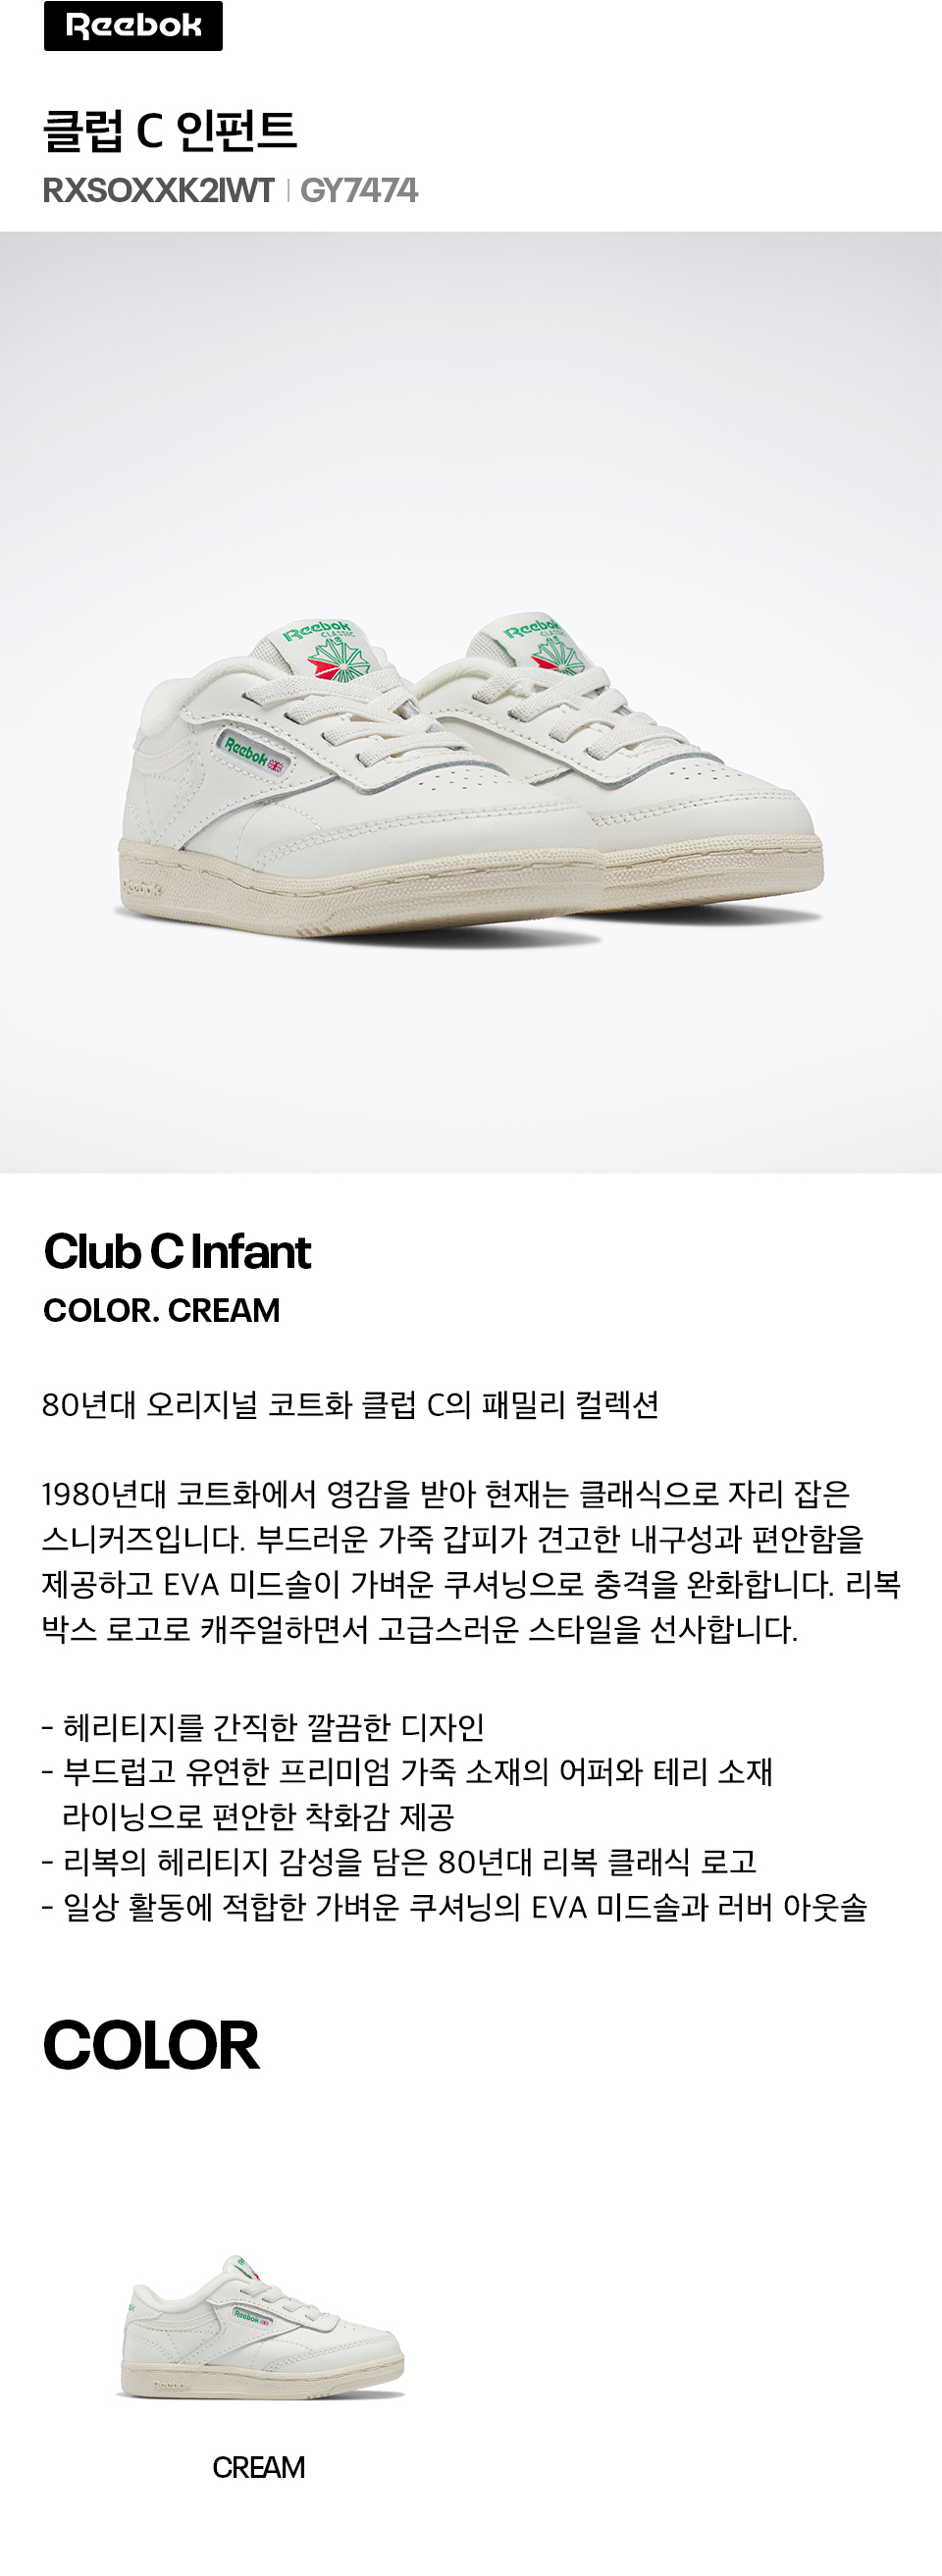 Reebok
클럽 C 인펀트
RXSOXXK2IWT | GY7474
Reebok
CLASSIC
Reebok
CLASSIC
Reebok
Reebok
Club C Infant
COLOR. CREAM
80년대 오리지널 코트화 클럽 C의 패밀리 컬렉션
1980년대 코트화에서 영감을 받아 현재는 클래식으로 자리 잡은
스니커즈입니다. 부드러운 가죽 갑피가 견고한 내구성과 편안함을
제공하고 EVA 미드솔이 가벼운 쿠셔닝으로 충격을 완화합니다. 리복
박스 로고로 캐주얼하면서 고급스러운 스타일을 선사합니다.
- 헤리티지를 간직한 깔끔한 디자인
- 부드럽고 유연한 프리미엄 가죽 소재의 어퍼와 테리 소재
라이닝으로 편안한 착화감 제공
- 리복의 헤리티지 감성을 담은 80년대 리복 클래식 로고
- 일상 활동에 적합한 가벼운 쿠셔닝의 EVA 미드솔과 러버 아웃솔
COLOR
Reebok
Reebok
CREAM